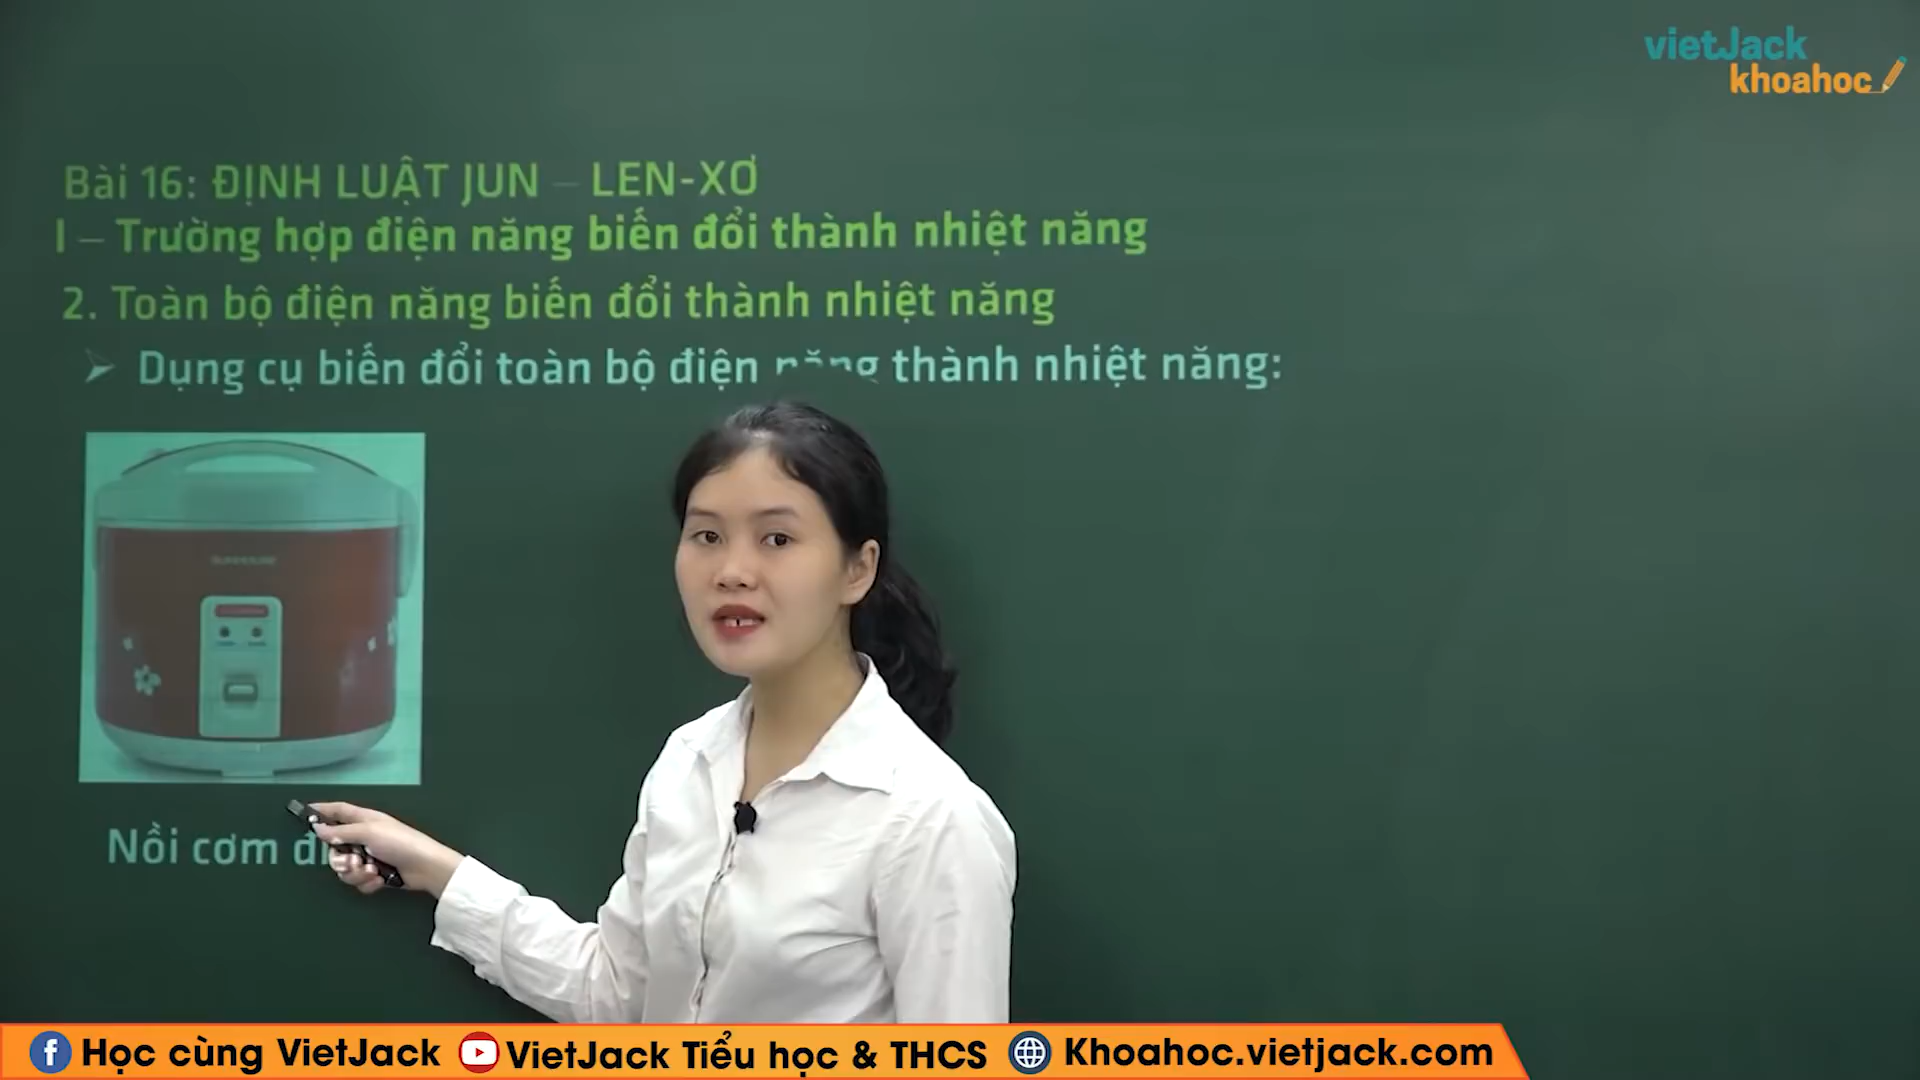 vietJack
khoahoc
Bài 16: ĐỊNH LUẬT JUN – LEN-XƠ
I – Trường hợp điện năng biến đổi thành nhiệt năng
2. Toàn bộ điện năng biến đổi thành nhiệt năng
➢ Dụng cụ biến đổi toàn bộ điện năng thành nhiệt năng:
Nồi cơm
Học cùng VietJack
VietJack Tiểu học & THCS
Khoahoc.vietjack.com